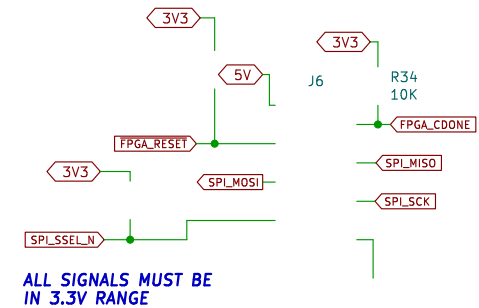 3V3
3V3
5V
J6
R34
10K
FPGA_CDONE
FPGA_RESET
SPI_MISO
3V3
SPI_MOSI
SPI_SCK
SPI_SSEL_N
ALL SIGNALS MUST BE
IN 3.3V RANGE